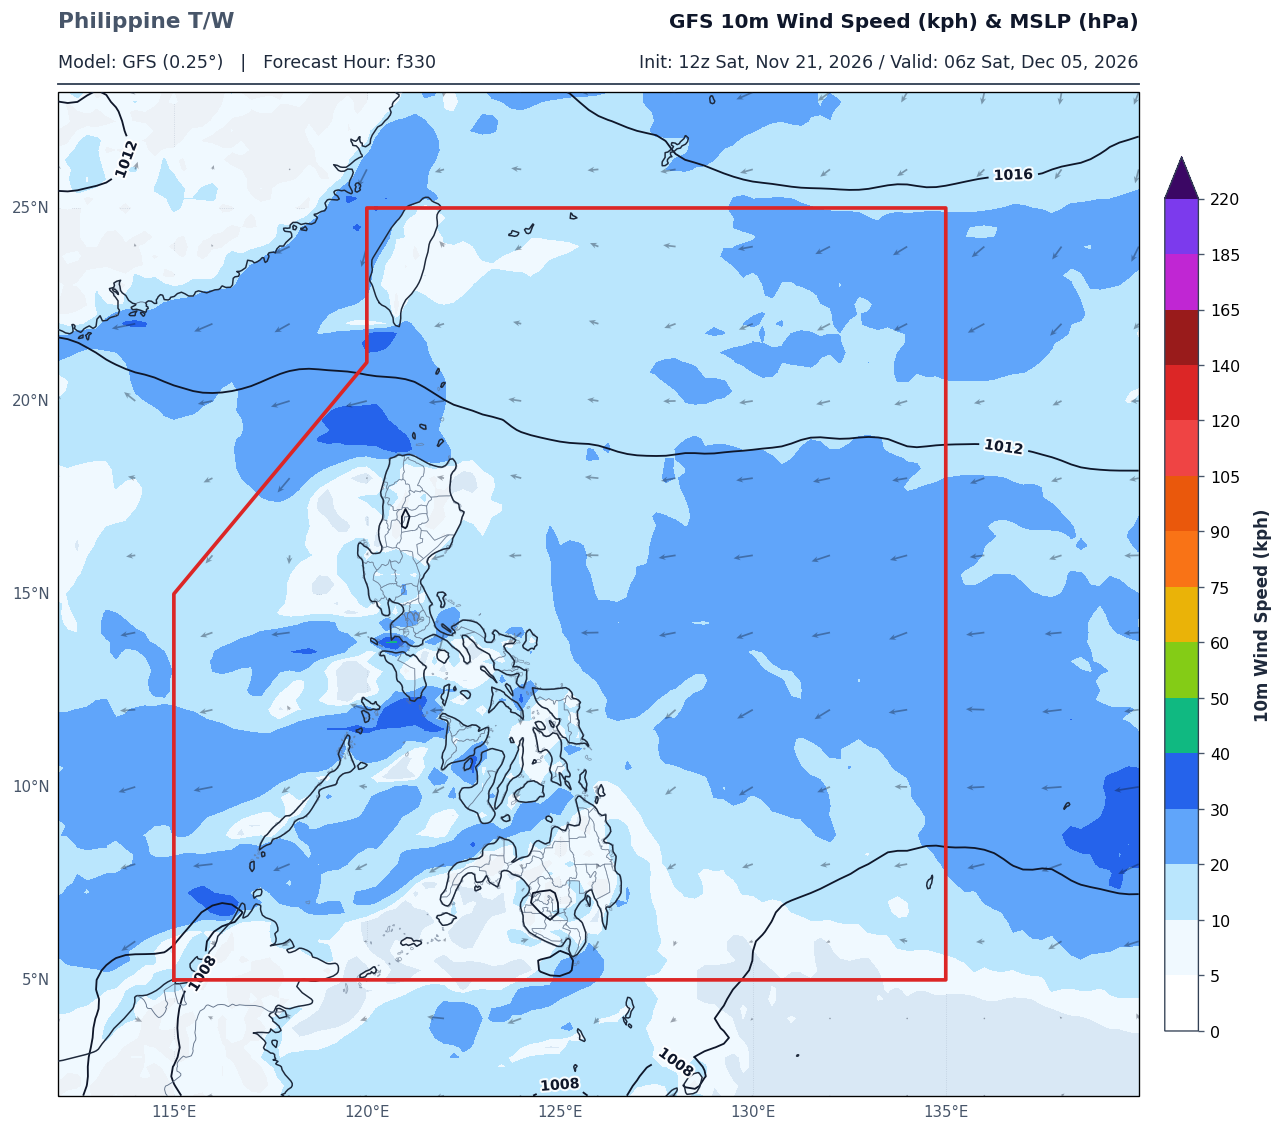 Philippine T/W
GFS 10m Wind Speed (kph) & MSLP (hPa)
Model: GFS (0.25°)   |   Forecast Hour: f330
Init: 12z Sat, Nov 21, 2026 / Valid: 06z Sat, Dec 05, 2026
1012
1016
25°N
20°N
1012
15°N
10°N
5°N
1008
1008
1008
115°E
120°E
125°E
130°E
135°E
220
185
165
140
120
105
90
75
60
50
40
30
20
10
5
0
10m Wind Speed (kph)